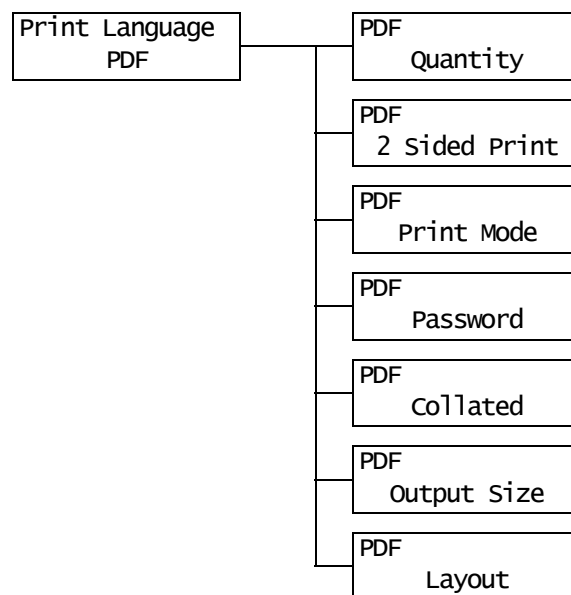 Print Language
PDF
PDF
Quantity
PDF
2 Sided Print
PDF
Print Mode
PDF
Password
PDF
Collated
PDF
Output Size
PDF
Layout